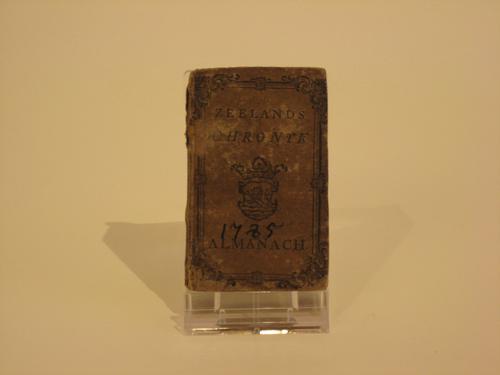 ZEELANDS
CHRONYK
1785
ALMANACH